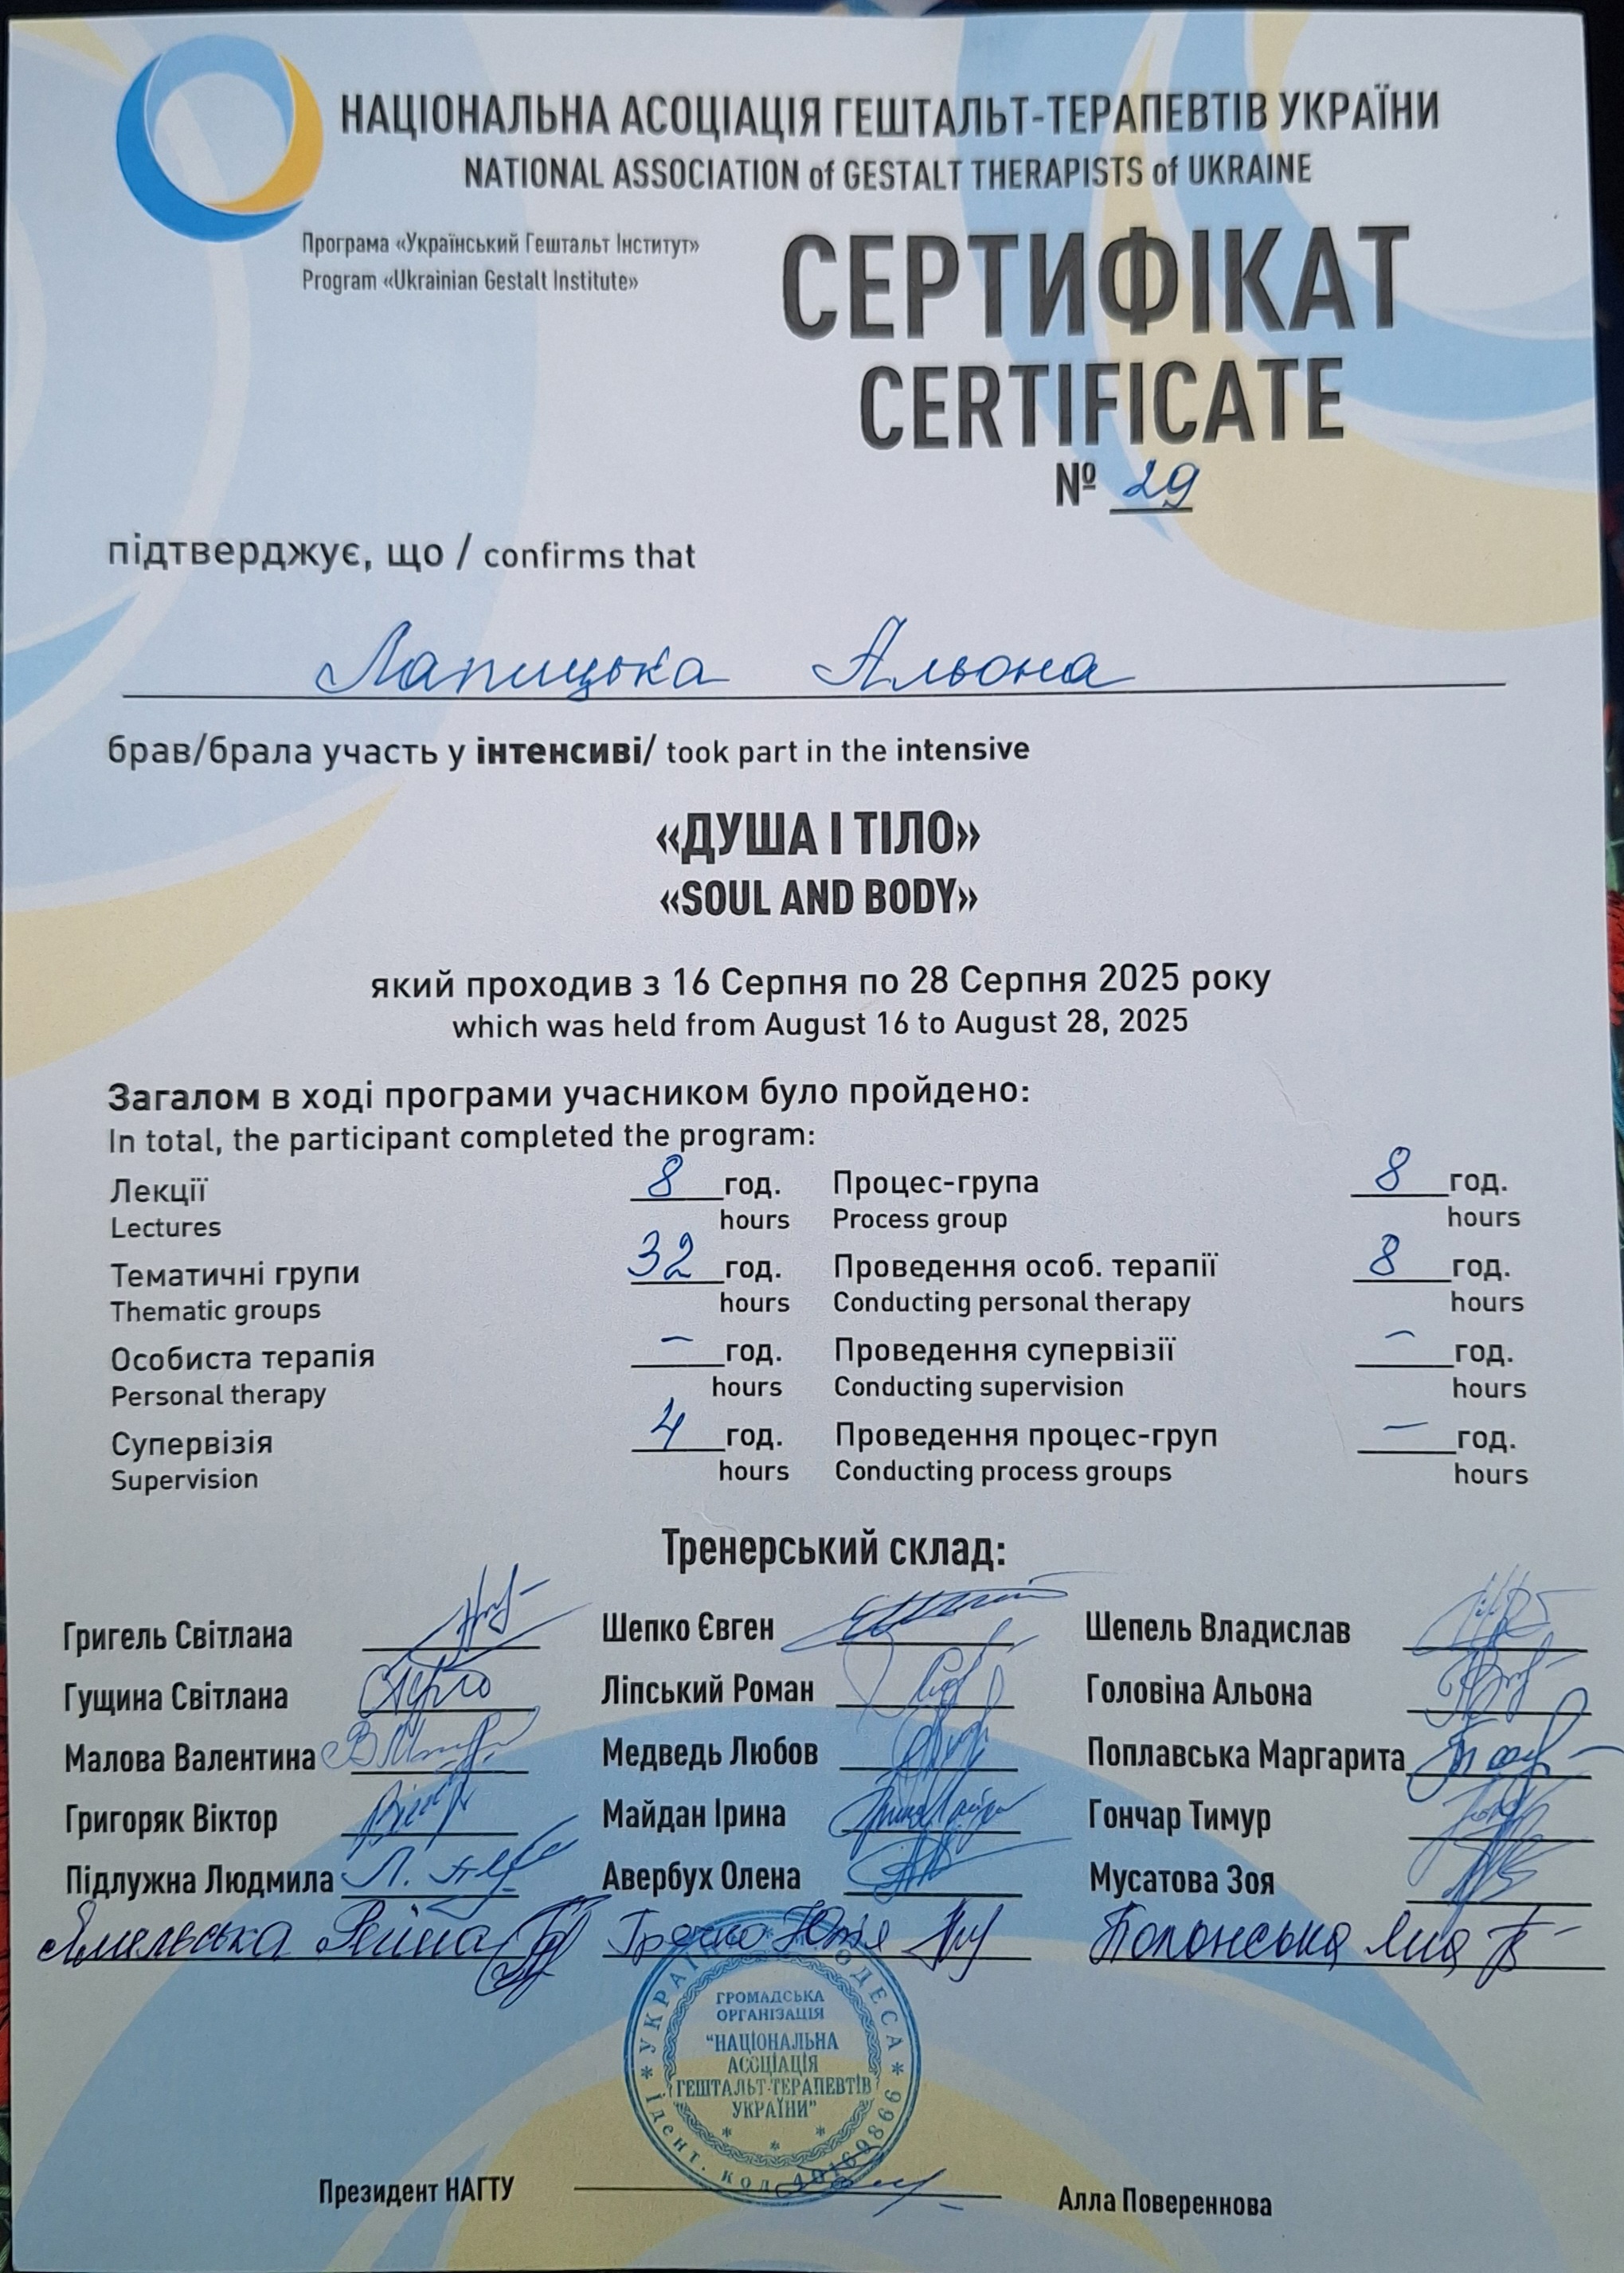 НАЦІОНАЛЬНА АСОЦІАЦІЯ ГЕШТАЛЬТ-ТЕРАПЕВТІВ УКРАЇНИ
NATIONAL ASSOCIATION of GESTALT THERAPISTS of UKRAINE
Програма «Український Гештальт Інститут»
Program «Ukrainian Gestalt Institute»
СЕРТИФІКАТ
CERTIFICATE
№ 29
підтверджує, що / confirms that
Лапицька Альона
брав/брала участь у інтенсиві/ took part in the intensive
«ДУША І ТІЛО»
«SOUL AND BODY»
який проходив з 16 Серпня по 28 Серпня 2025 року
which was held from August 16 to August 28, 2025
Загалом в ході програми учасником було пройдено:
In total, the participant completed the program:
Лекції 8 год. Процес-група 8 год.
Lectures hours Process group hours
Тематичні групи 32 год. Проведення особ. терапії 8 год.
Thematic groups hours Conducting personal therapy hours
Особиста терапія – год. Проведення супервізії – год.
Personal therapy hours Conducting supervision hours
Супервізія 4 год. Проведення процес-груп – год.
Supervision hours Conducting process groups hours
Тренерський склад:
Григель Світлана Шепко Євген Шепель Владислав
Гущина Світлана Ліпський Роман Головіна Альона
Малова Валентина Медведь Любов Поплавська Маргарита
Григоряк Віктор Майдан Ірина Гончар Тимур
Підлужна Людмила Авербух Олена Мусатова Зоя
Юлія Полонська
УКРАЇНА ОДЕСА
ГРОМАДСЬКА
ОРГАНІЗАЦІЯ
"НАЦІОНАЛЬНА
АСОЦІАЦІЯ
ГЕШТАЛЬТ-ТЕРАПЕВТІВ
УКРАЇНИ"
Ідент. код
Президент НАГТУ Алла Повереннова